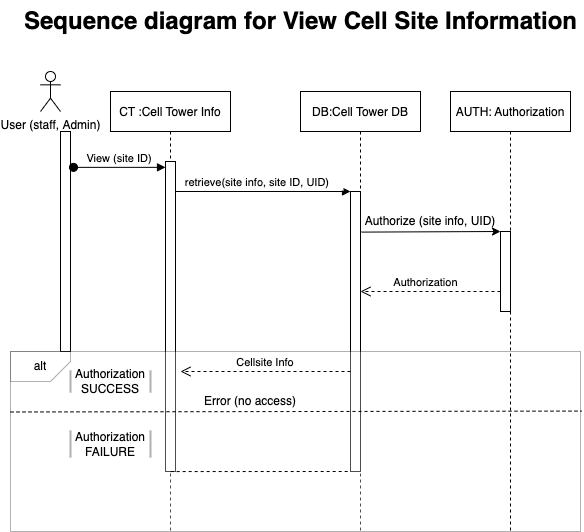 Sequence diagram for View Cell Site Information
User (staff, Admin)
CT :Cell Tower Info
DB:Cell Tower DB
AUTH: Authorization
View (site ID)
retrieve(site info, site ID, UID)
Authorize (site info, UID)
Authorization
alt
Cellsite Info
Authorization
SUCCESS
Error (no access)
Authorization
FAILURE